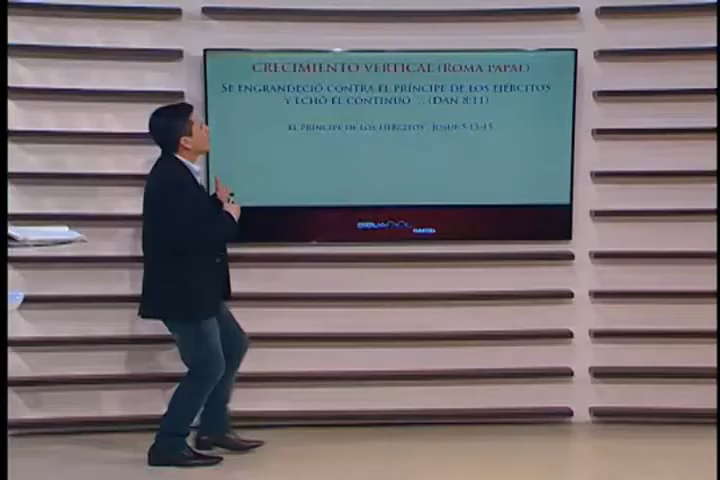 CRECIMIENTO VERTICAL (ROMA PAPAL)
SE ENGRANDECIÓ CONTRA EL PRÍNCIPE DE LOS EJÉRCITOS
Y ECHÓ EL CONTINUO ... (DAN 8:11)
EL PRÍNCIPE DE LOS EJÉRCITOS: JOSUÉ 5:13-15